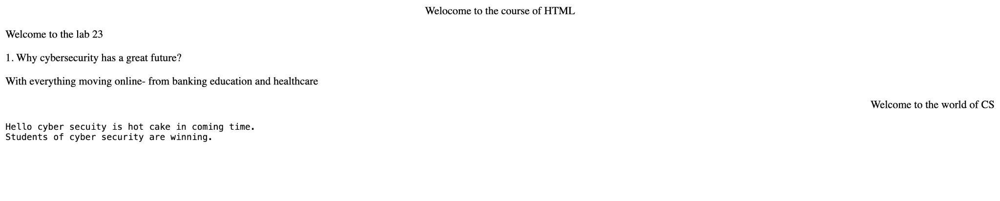 Welocome to the course of HTML
Welcome to the lab 23
1. Why cybersecurity has a great future?
With everything moving online- from banking education and healthcare
Welcome to the world of CS
Hello cyber secuity is hot cake in coming time.
Students of cyber security are winning.